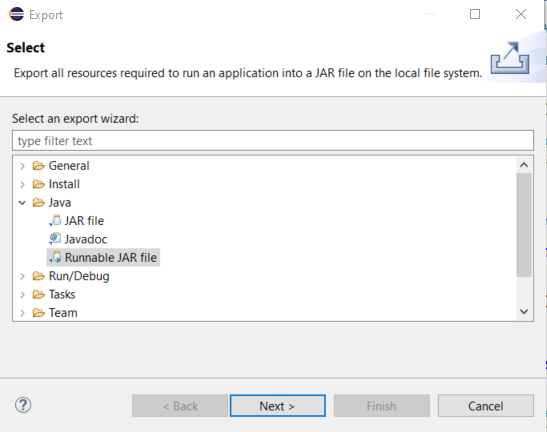 Export
Select
Export all resources required to run an application into a JAR file on the local file system.
Select an export wizard:
type filter text
General
Install
Java
JAR file
Javadoc
Runnable JAR file
Run/Debug
Tasks
Team
?
< Back
Next >
Finish
Cancel